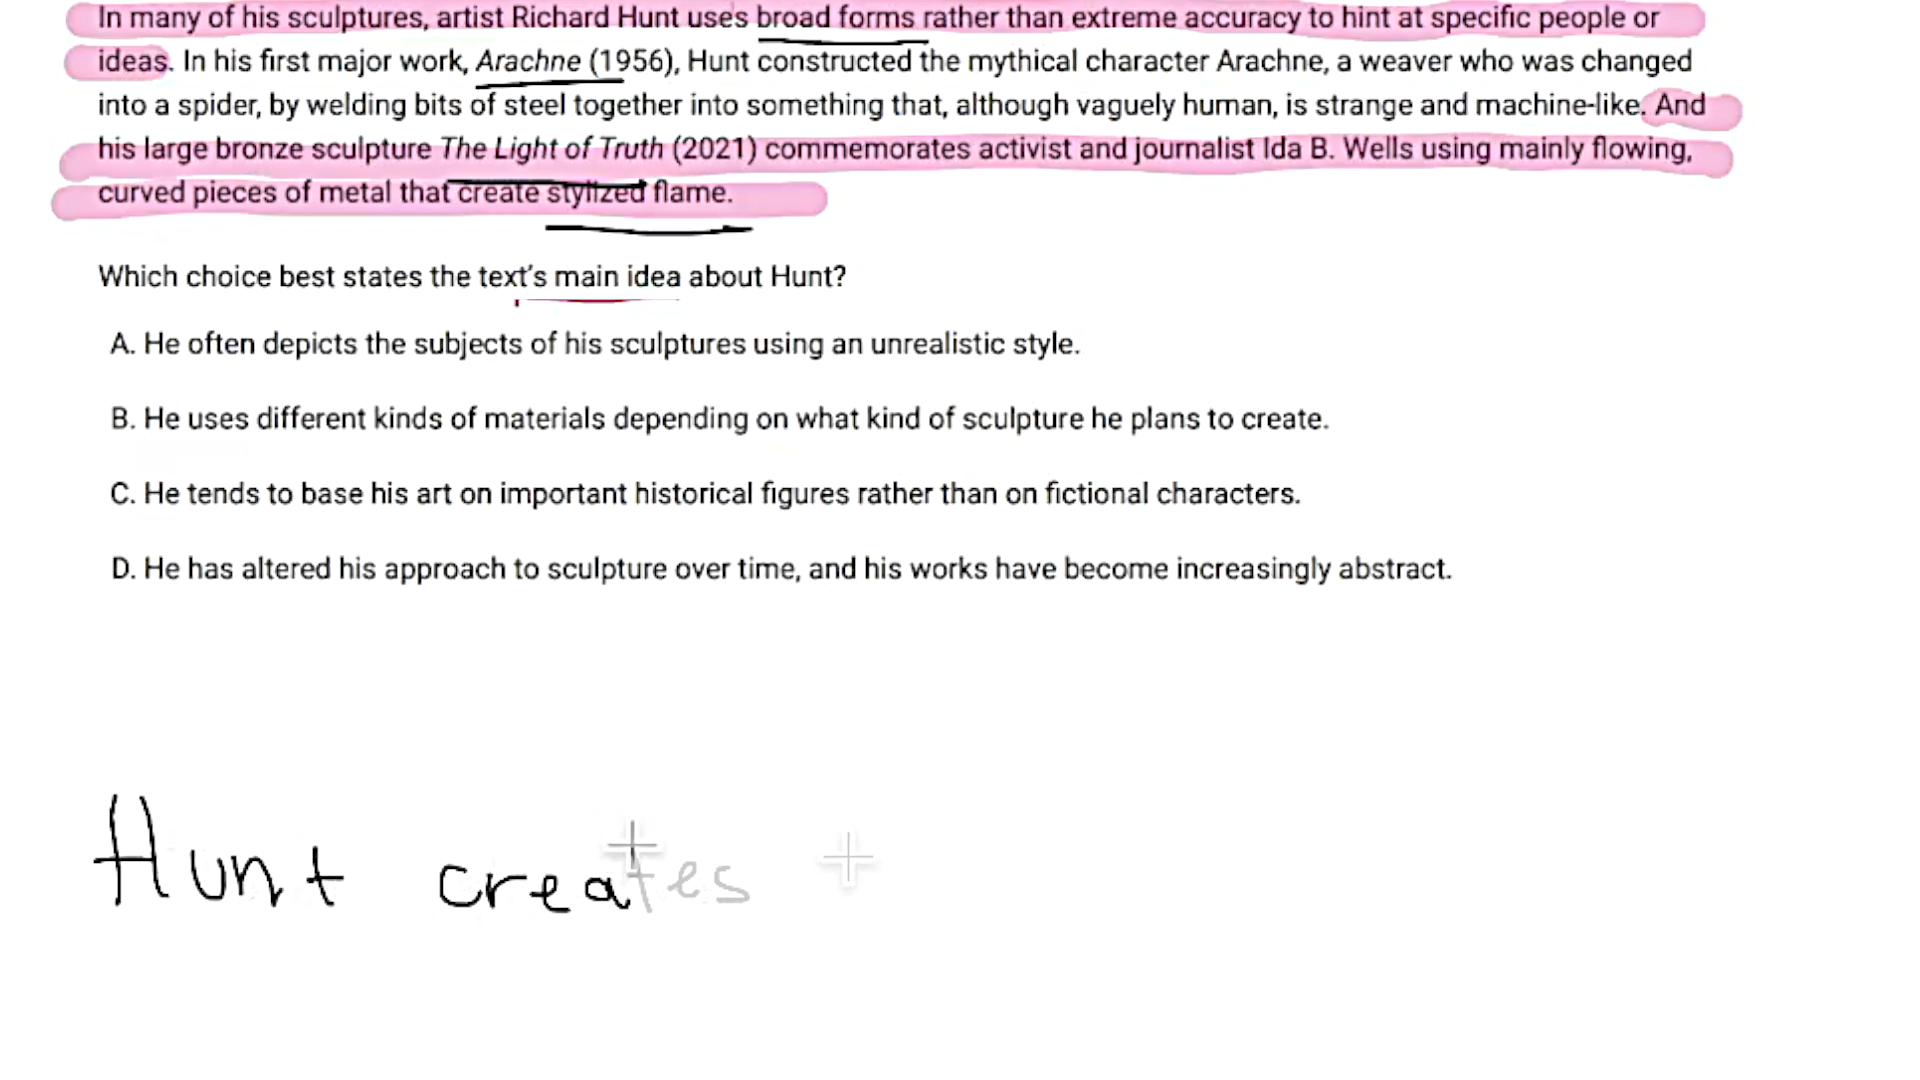 In many of his sculptures, artist Richard Hunt uses broad forms rather than extreme accuracy to hint at specific people or
ideas. In his first major work, Arachne (1956), Hunt constructed the mythical character Arachne, a weaver who was changed
into a spider, by welding bits of steel together into something that, although vaguely human, is strange and machine-like. And
his large bronze sculpture The Light of Truth (2021) commemorates activist and journalist Ida B. Wells using mainly flowing,
curved pieces of metal that create stylized flame.
Which choice best states the text's main idea about Hunt?
A. He often depicts the subjects of his sculptures using an unrealistic style.
B. He uses different kinds of materials depending on what kind of sculpture he plans to create.
C. He tends to base his art on important historical figures rather than on fictional characters.
D. He has altered his approach to sculpture over time, and his works have become increasingly abstract.
Hunt creates